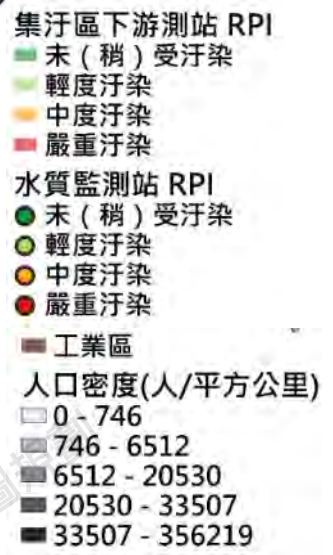 集汙區下游測站 RPI
未（稍）受汙染
輕度汙染
中度汙染
嚴重汙染
水質監測站 RPI
未（稍）受汙染
輕度汙染
中度汙染
嚴重汙染
工業區
人口密度(人/平方公里)
0 - 746
746 - 6512
6512 - 20530
20530 - 33507
33507 - 356219